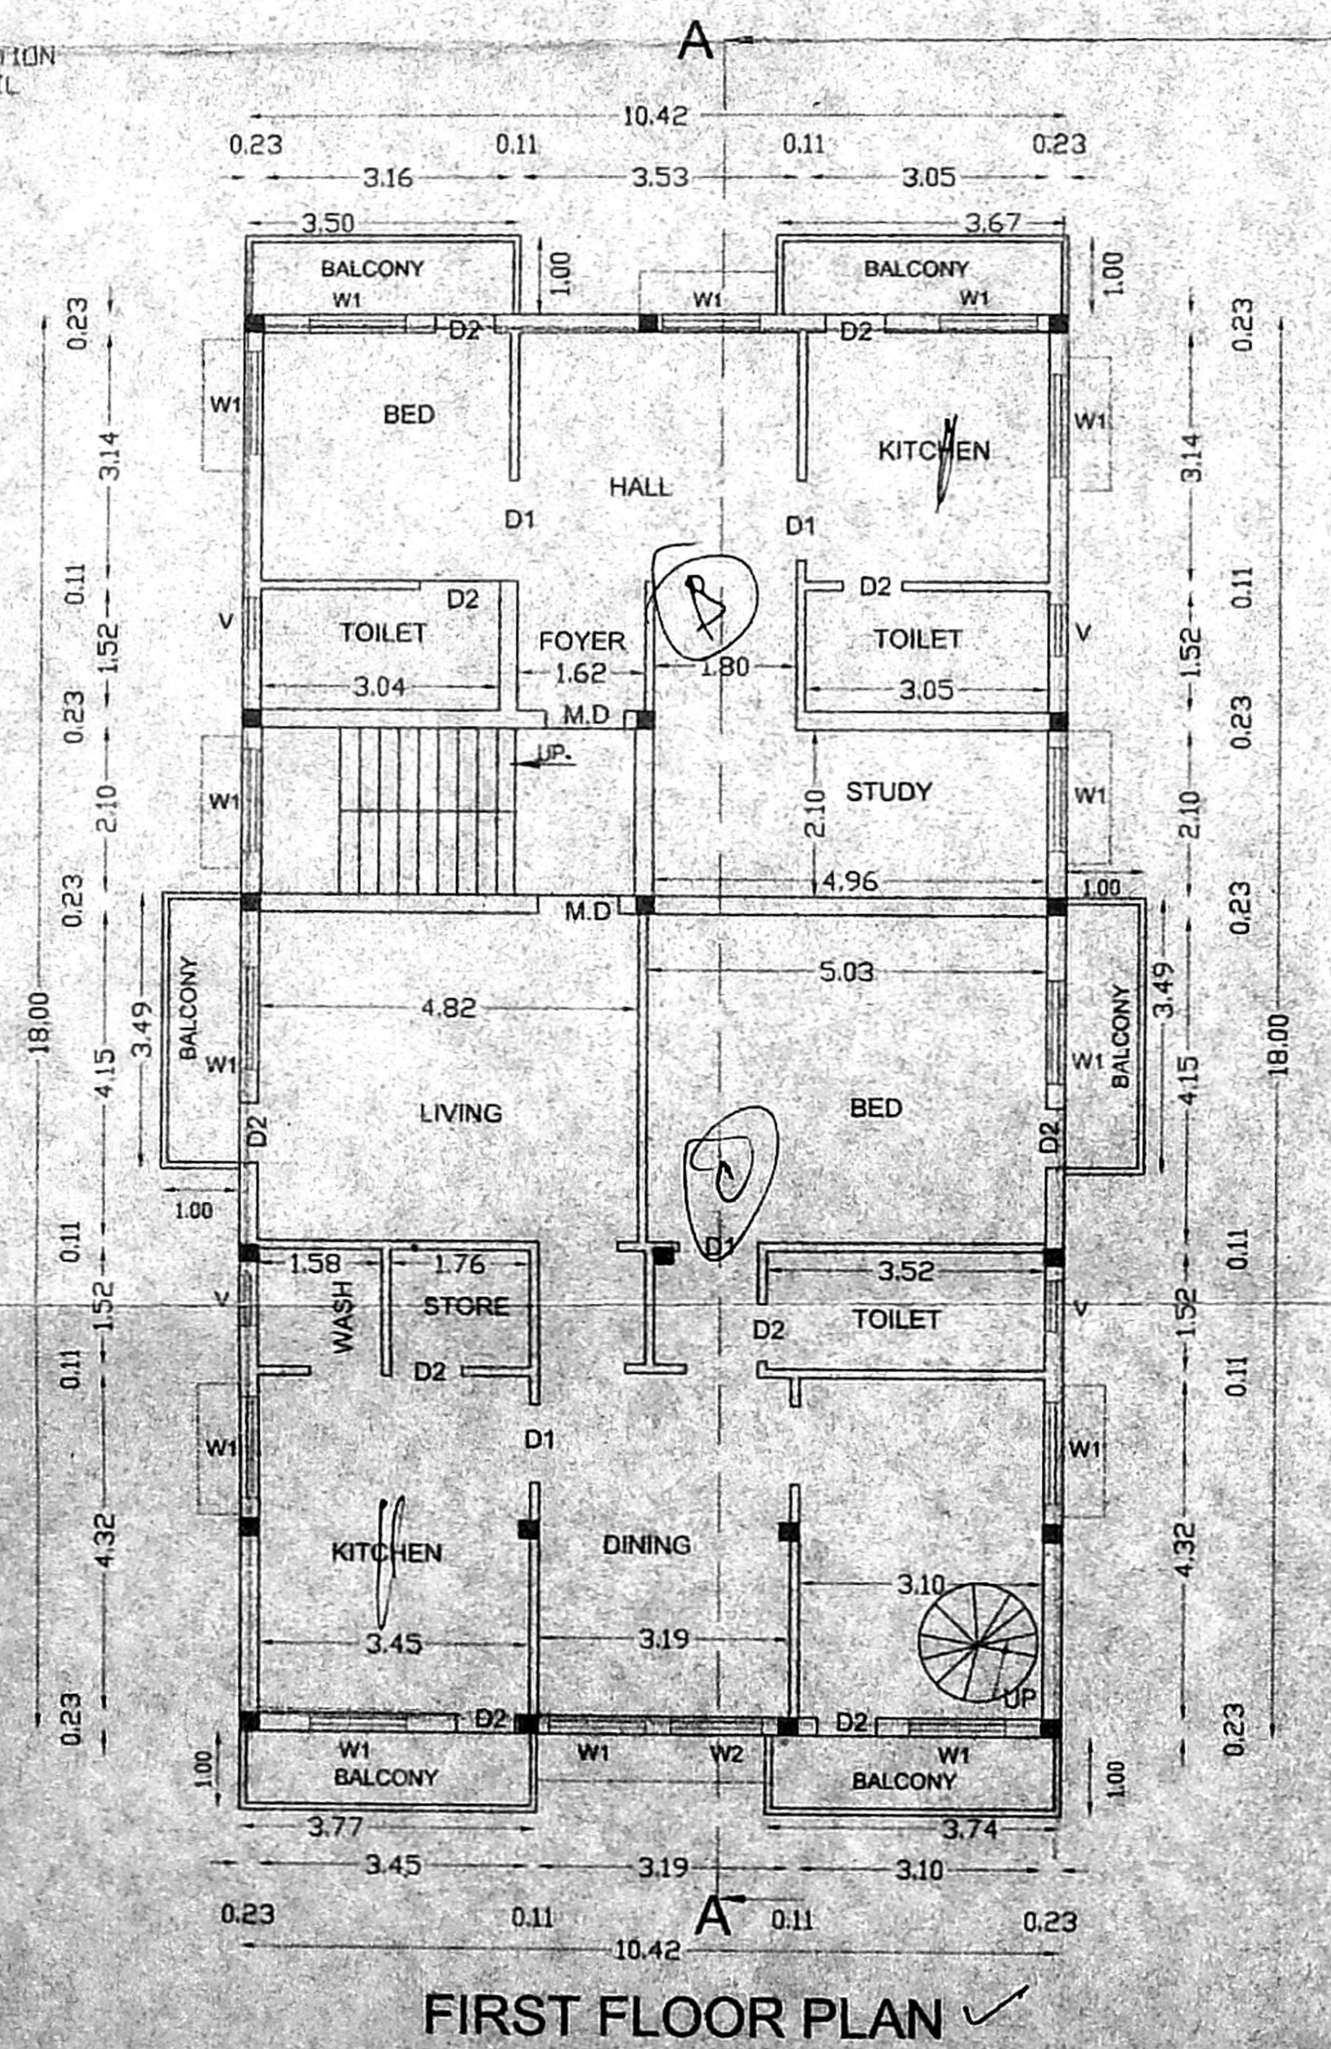 A
10.42
0.23 0.11 0.11 0.23
3.16 3.53 3.05
3.50 3.67
BALCONY 1.00 BALCONY 1.00
W1 W1 W1
0.23 D2 D2 0.23
W1 BED W1
KITCHEN
3.14 HALL 3.14
D1 D1
0.11 D2 B D2 0.11
V TOILET FOYER TOILET V
1.52 1.62 1.80 1.52
3.04 3.05
0.23 M.D 0.23
UP.
W1 STUDY W1
2.10 2.10 2.10
4.96 1.00
0.23 M.D 0.23
5.03
BALCONY 4.82 BALCONY
18.00 3.49 3.49 18.00
4.15 W1 W1 4.15
LIVING BED
D2 D2
1.00
0.11 D1 0.11
1.58 1.76 3.52
V WASH STORE TOILET V
1.52 D2 1.52
0.11 D2 0.11
W1 D1 W1
4.32 KITCHEN DINING 4.32
3.10
3.45 3.19
UP
0.23 D2 D2 0.23
W1 W1 W2 W1
1.00 BALCONY BALCONY 1.00
3.77 3.74
3.45 3.19 3.10
0.23 0.11 A 0.11 0.23
10.42
FIRST FLOOR PLAN